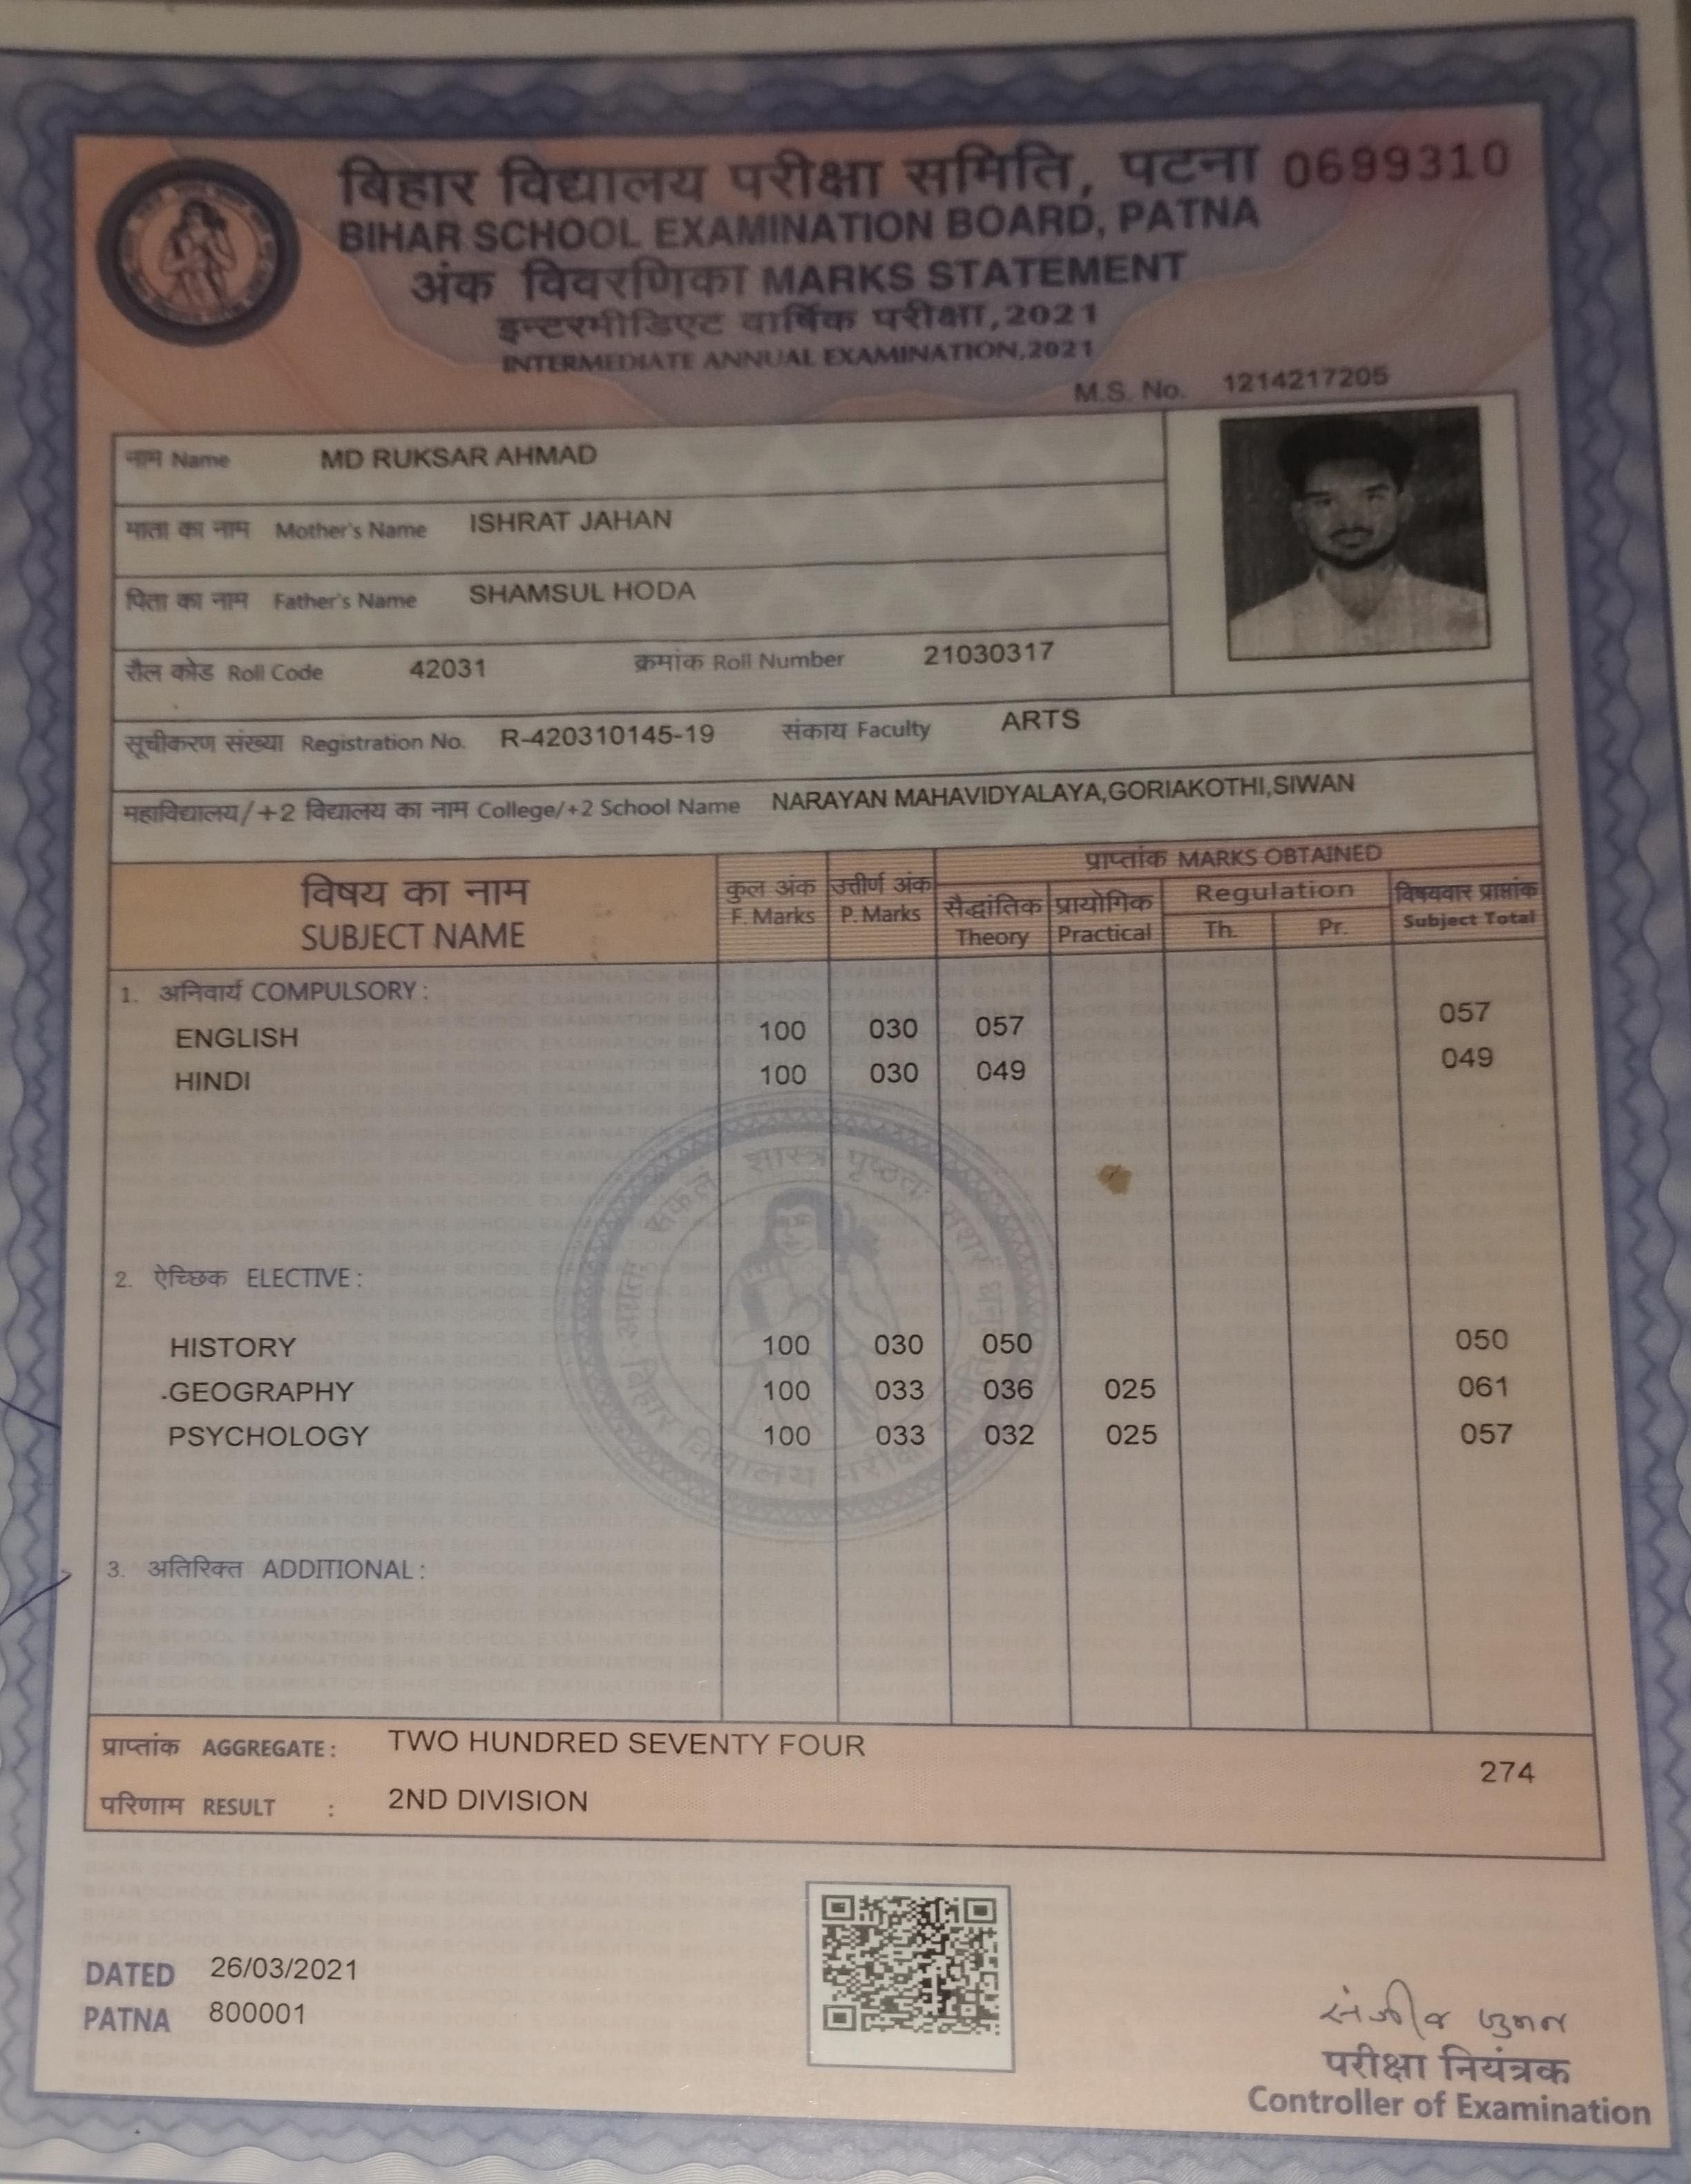 बिहार विद्यालय परीक्षा समिति, पटना 0699310
BIHAR SCHOOL EXAMINATION BOARD, PATNA
अंक विवरणिका MARKS STATEMENT
इन्टरमीडिएट वार्षिक परीक्षा,2021
INTERMEDIATE ANNUAL EXAMINATION,2021
M.S. No. 1214217205
नाम Name MD RUKSAR AHMAD
माता का नाम Mother's Name ISHRAT JAHAN
पिता का नाम Father's Name SHAMSUL HODA
रौल कोड Roll Code 42031 क्रमांक Roll Number 21030317
सूचीकरण संख्या Registration No. R-420310145-19 संकाय Faculty ARTS
महाविद्यालय/+2 विद्यालय का नाम College/+2 School Name NARAYAN MAHAVIDYALAYA,GORIAKOTHI,SIWAN
विषय का नाम SUBJECT NAME
कुल अंक F. Marks
उत्तीर्ण अंक P. Marks
प्राप्तांक MARKS OBTAINED
सैद्धांतिक Theory
प्रायोगिक Practical
Regulation
Th. Pr.
विषयवार प्राप्तांक Subject Total
1. अनिवार्य COMPULSORY :
ENGLISH 100 030 057 057
HINDI 100 030 049 049
2. ऐच्छिक ELECTIVE :
HISTORY 100 030 050 050
GEOGRAPHY 100 033 036 025 061
PSYCHOLOGY 100 033 032 025 057
3. अतिरिक्त ADDITIONAL :
प्राप्तांक AGGREGATE : TWO HUNDRED SEVENTY FOUR 274
परिणाम RESULT : 2ND DIVISION
DATED 26/03/2021
PATNA 800001
परीक्षा नियंत्रक
Controller of Examination